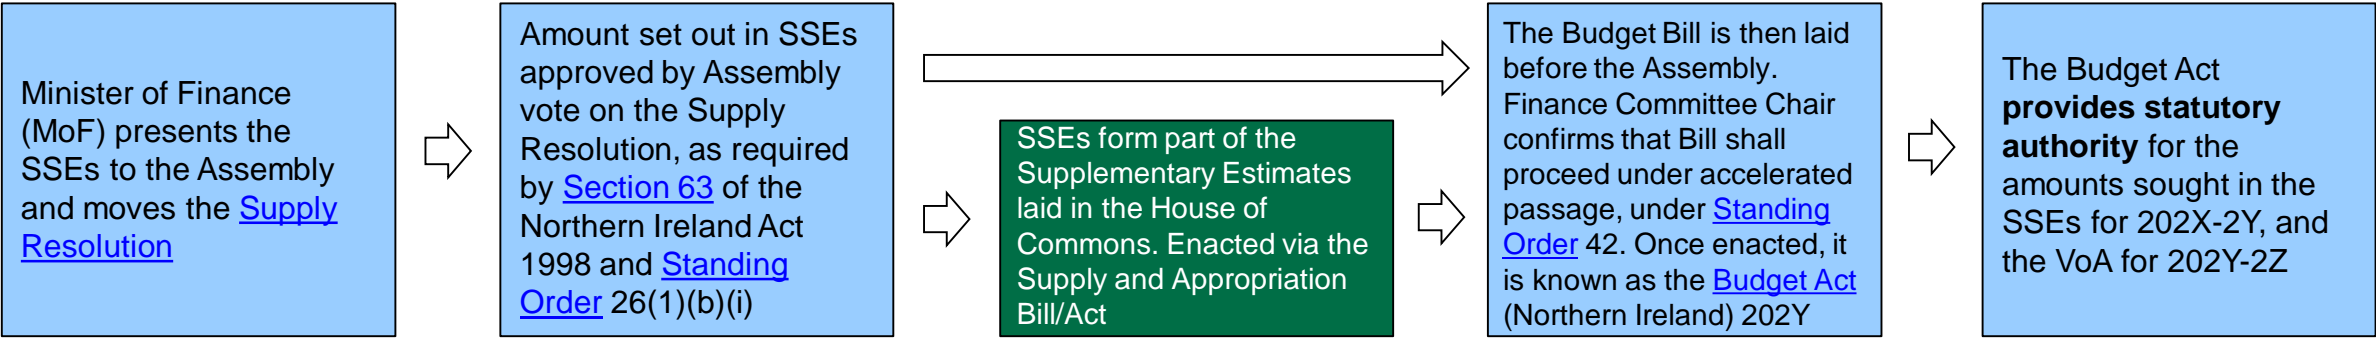 Minister of Finance
(MoF) presents the
SSEs to the Assembly
and moves the Supply
Resolution
Amount set out in SSEs
approved by Assembly
vote on the Supply
Resolution, as required
by Section 63 of the
Northern Ireland Act
1998 and Standing
Order 26(1)(b)(i)
SSEs form part of the
Supplementary Estimates
laid in the House of
Commons. Enacted via the
Supply and Appropriation
Bill/Act
The Budget Bill is then laid
before the Assembly.
Finance Committee Chair
confirms that Bill shall
proceed under accelerated
passage, under Standing
Order 42. Once enacted, it
is known as the Budget Act
(Northern Ireland) 202Y
The Budget Act
provides statutory
authority for the
amounts sought in the
SSEs for 202X-2Y, and
the VoA for 202Y-2Z